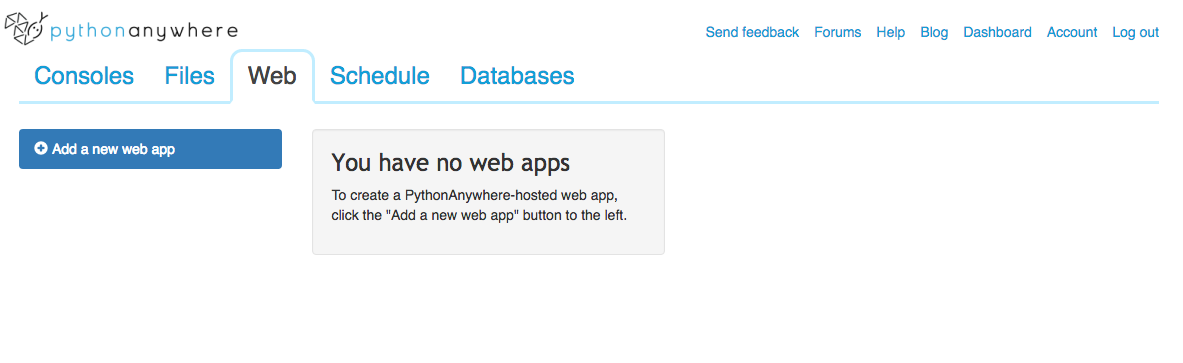 pythonanywhere
Send feedback Forums Help Blog Dashboard Account Log out
Consoles Files Web Schedule Databases
Add a new web app
You have no web apps
To create a PythonAnywhere-hosted web app,
click the "Add a new web app" button to the left.